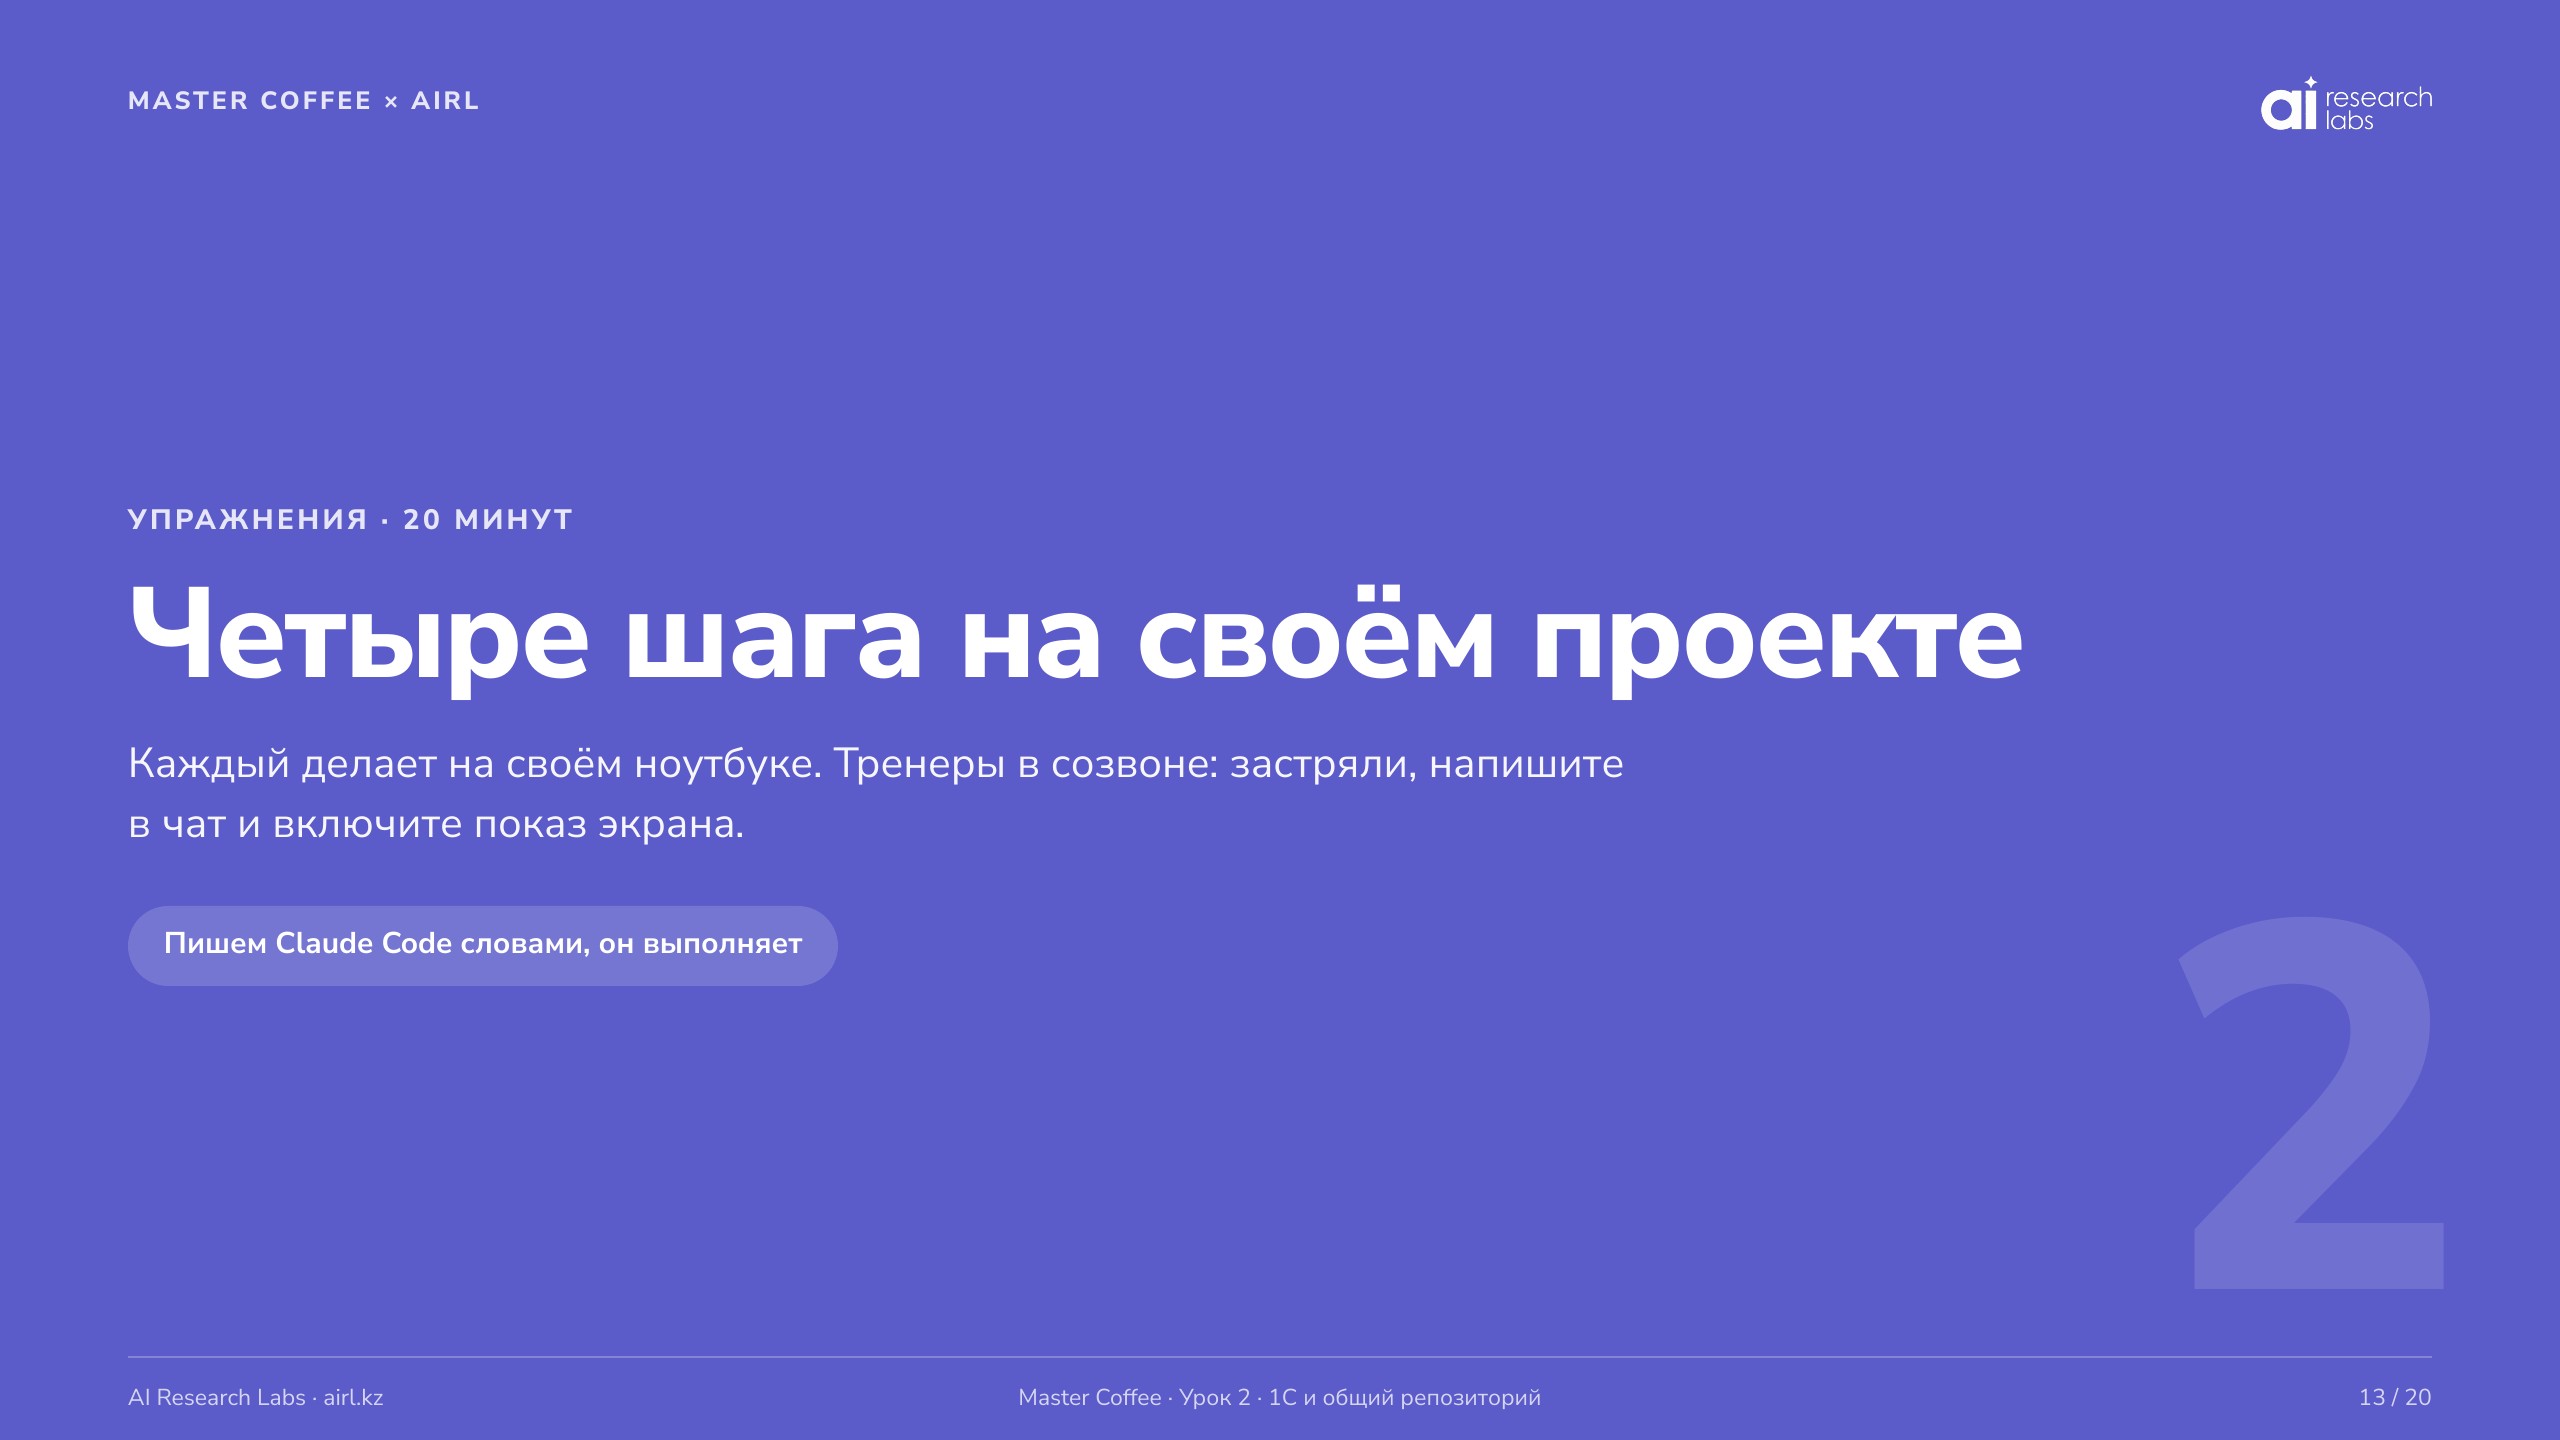 MASTER COFFEE × AIRL
ai research
labs
УПРАЖНЕНИЯ · 20 МИНУТ
Четыре шага на своём проекте
Каждый делает на своём ноутбуке. Тренеры в созвоне: застряли, напишите
в чат и включите показ экрана.
Пишем Claude Code словами, он выполняет
2
AI Research Labs · airl.kz
Master Coffee · Урок 2 · 1С и общий репозиторий
13 / 20